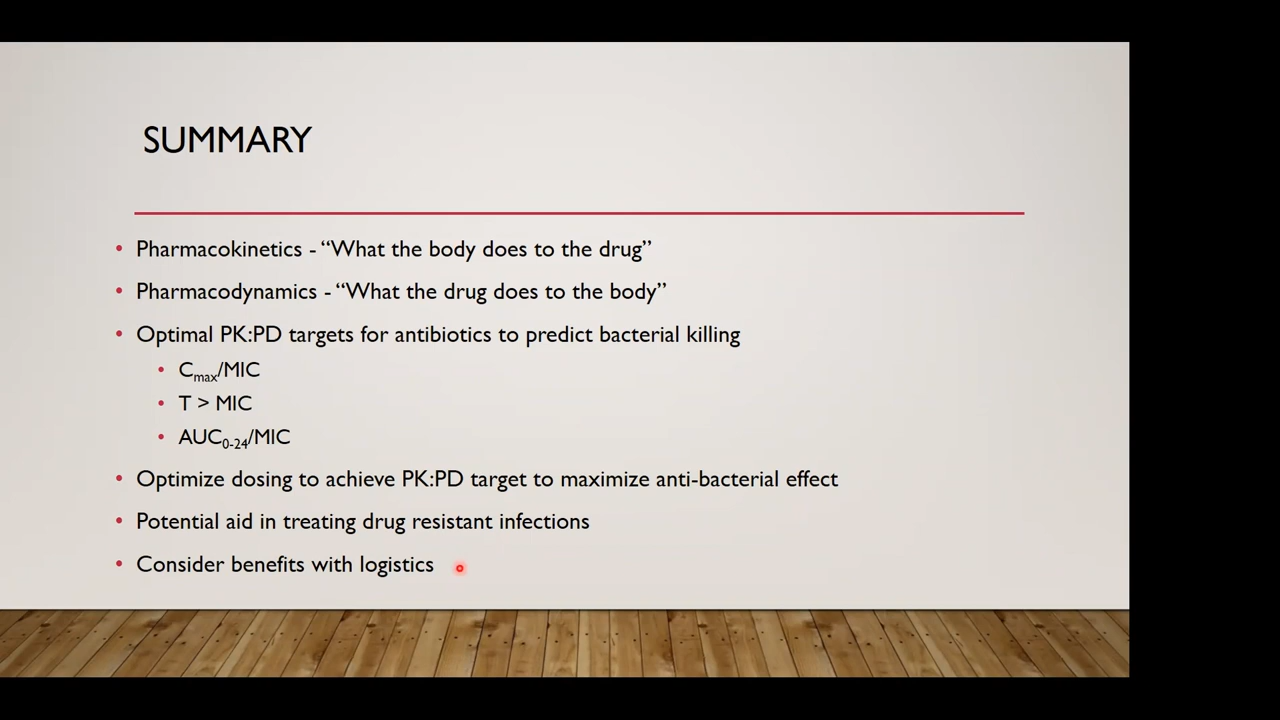 SUMMARY
• Pharmacokinetics - “What the body does to the drug”
• Pharmacodynamics - “What the drug does to the body”
• Optimal PK:PD targets for antibiotics to predict bacterial killing
• Cmax/MIC
• T > MIC
• AUC0-24/MIC
• Optimize dosing to achieve PK:PD target to maximize anti-bacterial effect
• Potential aid in treating drug resistant infections
• Consider benefits with logistics